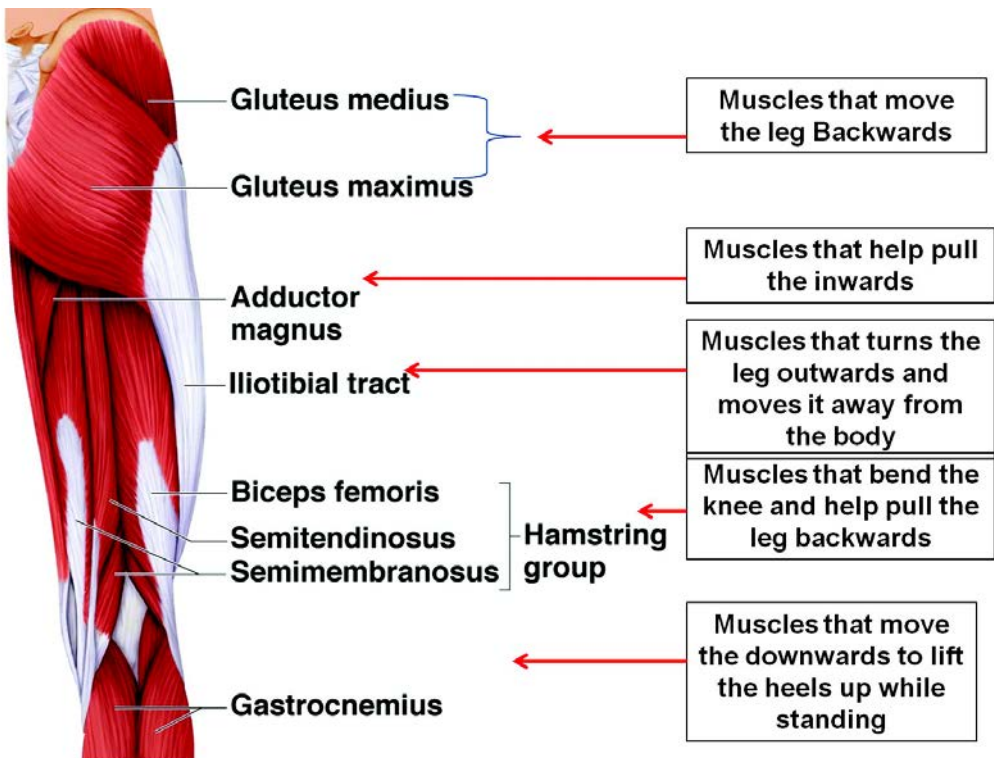 Gluteus medius
Gluteus maximus
Adductor
magnus
Iliotibial tract
Biceps femoris
Semitendinosus
Semimembranosus
Hamstring
group
Gastrocnemius
Muscles that move
the leg Backwards
Muscles that help pull
the inwards
Muscles that turns the
leg outwards and
moves it away from
the body
Muscles that bend the
knee and help pull the
leg backwards
Muscles that move
the downwards to lift
the heels up while
standing